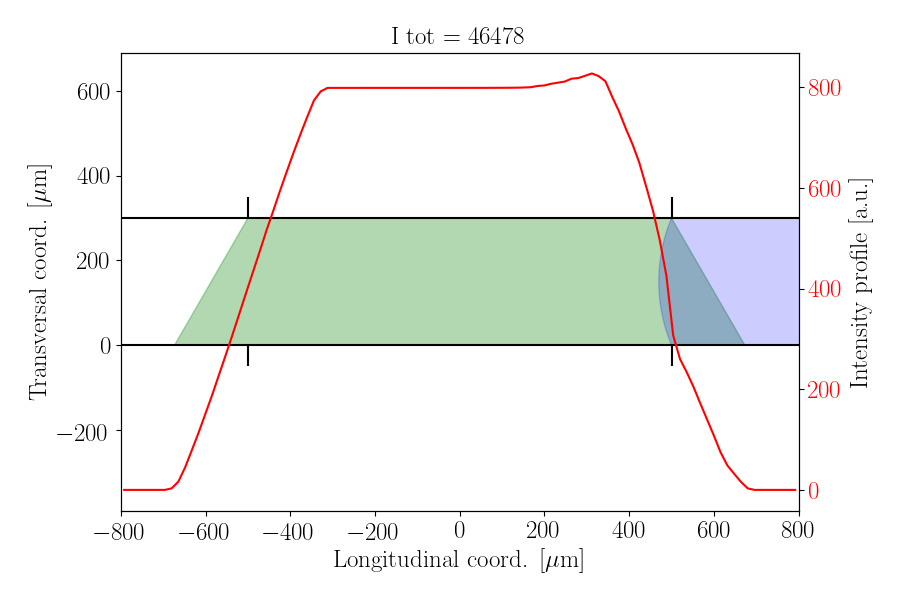 I tot = 46478
Transversal coord. [μm]
600
400
200
0
−200
800
600
400
200
0
Intensity profile [a.u.]
−800 −600 −400 −200 0 200 400 600 800
Longitudinal coord. [μm]